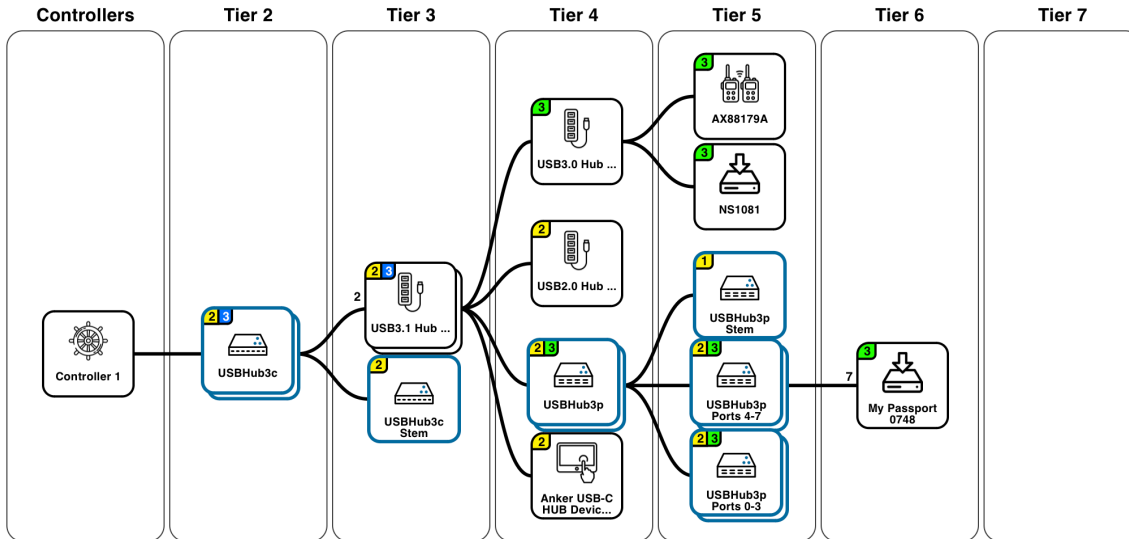 Controllers
Tier 2
Tier 3
Tier 4
Tier 5
Tier 6
Tier 7
Controller 1
2 3
USBHub3c
2
2 3
USB3.1 Hub ...
2
USBHub3c
Stem
3
USB3.0 Hub ...
2
USB2.0 Hub ...
2 3
USBHub3p
2
Anker USB-C
HUB Devic...
3
AX88179A
3
NS1081
1
USBHub3p
Stem
2 3
USBHub3p
Ports 4-7
2 3
USBHub3p
Ports 0-3
7
3
My Passport
0748